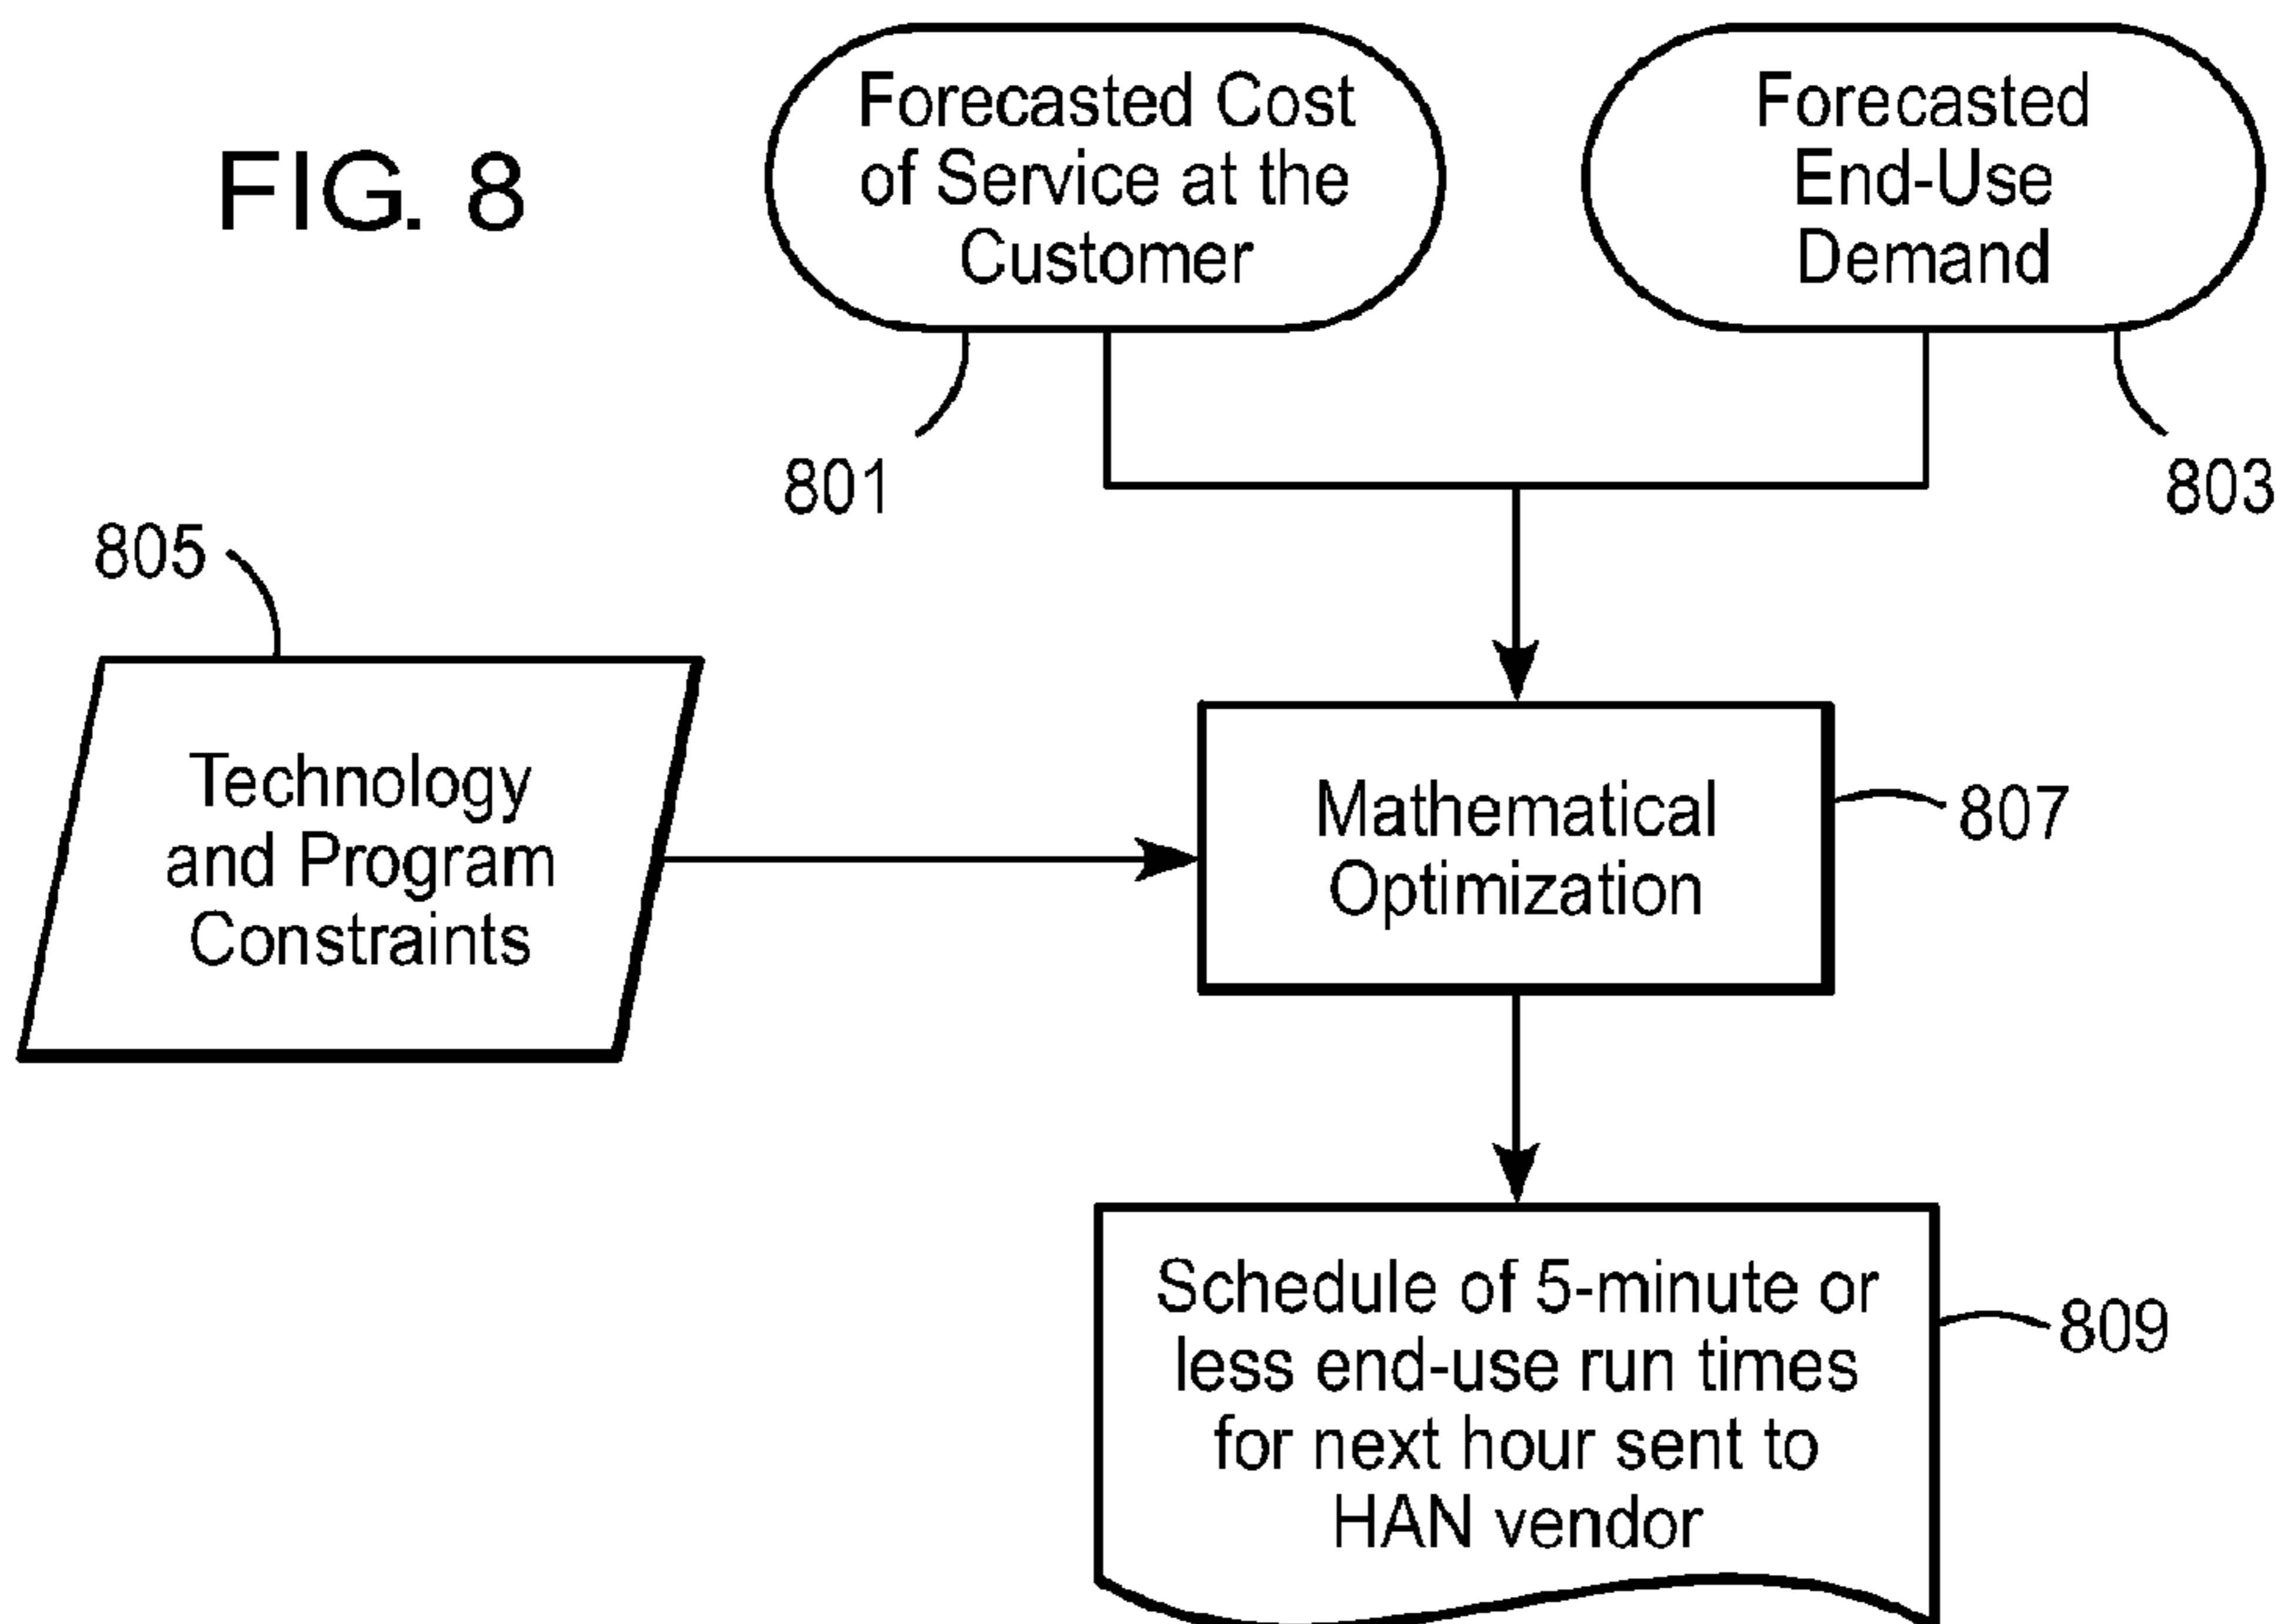 FIG. 8
Forecasted Cost
of Service at the
Customer
Forecasted
End-Use
Demand
801
803
805
Technology
and Program
Constraints
Mathematical
Optimization
807
Schedule of 5-minute or
less end-use run times
for next hour sent to
HAN vendor
809